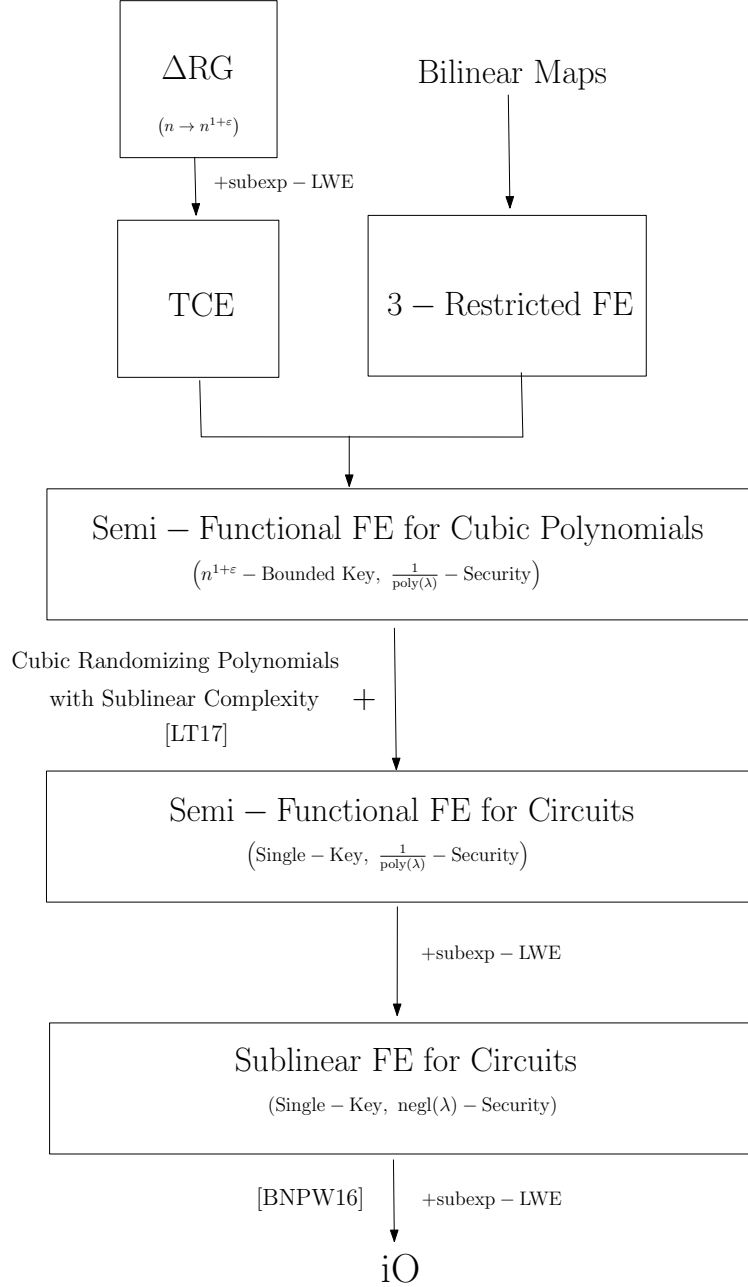 ΔRG
Bilinear Maps
(n → n^{1+ε})
+subexp − LWE
TCE
3 − Restricted FE
Semi − Functional FE for Cubic Polynomials
(n^{1+ε} − Bounded Key, 1/poly(λ) − Security)
Cubic Randomizing Polynomials
with Sublinear Complexity
+
[LT17]
Semi − Functional FE for Circuits
(Single − Key, 1/poly(λ) − Security)
+subexp − LWE
Sublinear FE for Circuits
(Single − Key, negl(λ) − Security)
[BNPW16]
+subexp − LWE
iO